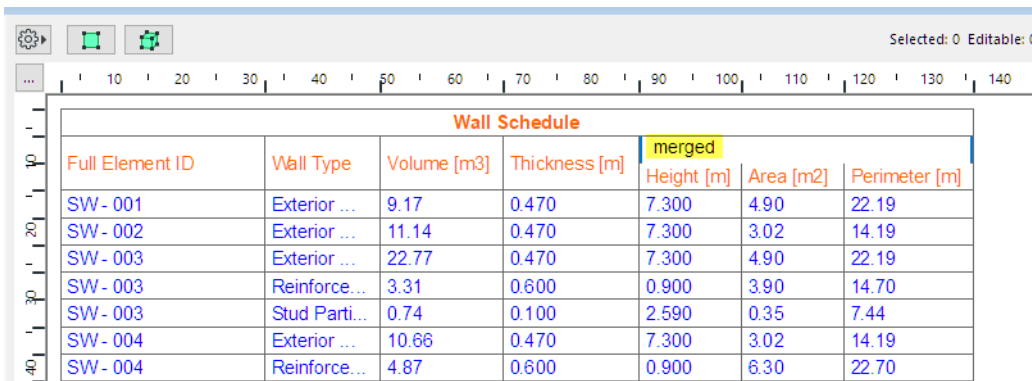 Selected: 0 Editable: 0
...
10 20 30 40 50 60 70 80 90 100 110 120 130 140
Wall Schedule
merged
Full Element ID Wall Type Volume [m3] Thickness [m] Height [m] Area [m2] Perimeter [m]
SW - 001 Exterior ... 9.17 0.470 7.300 4.90 22.19
SW - 002 Exterior ... 11.14 0.470 7.300 3.02 14.19
SW - 003 Exterior ... 22.77 0.470 7.300 4.90 22.19
SW - 003 Reinforce... 3.31 0.600 0.900 3.90 14.70
SW - 003 Stud Parti... 0.74 0.100 2.590 0.35 7.44
SW - 004 Exterior ... 10.66 0.470 7.300 3.02 14.19
SW - 004 Reinforce... 4.87 0.600 0.900 6.30 22.70
10
20
30
40